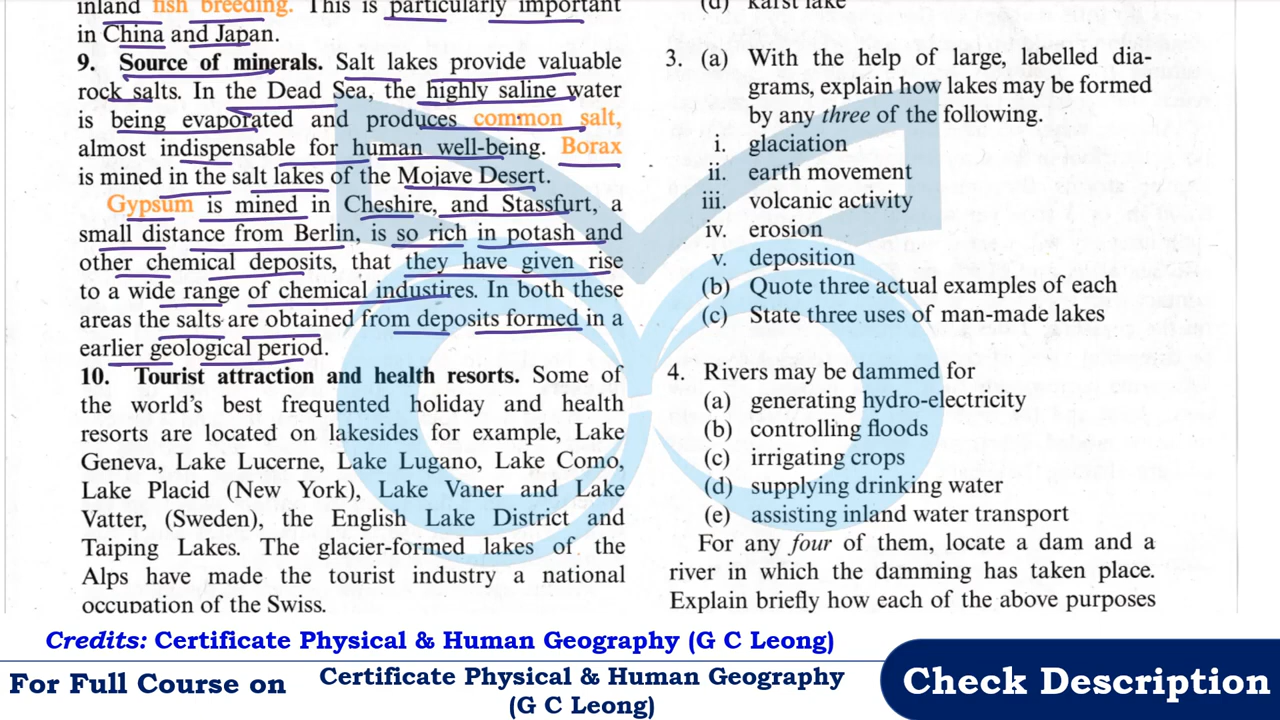 inland fish breeding. This is particularly important
in China and Japan.
9. Source of minerals. Salt lakes provide valuable
rock salts. In the Dead Sea, the highly saline water
is being evaporated and produces common salt,
almost indispensable for human well-being. Borax
is mined in the salt lakes of the Mojave Desert.
Gypsum is mined in Cheshire, and Stassfurt, a
small distance from Berlin, is so rich in potash and
other chemical deposits, that they have given rise
to a wide range of chemical industires. In both these
areas the salts are obtained from deposits formed in a
earlier geological period.
10. Tourist attraction and health resorts. Some of
the world's best frequented holiday and health
resorts are located on lakesides for example, Lake
Geneva, Lake Lucerne, Lake Lugano, Lake Como,
Lake Placid (New York), Lake Vaner and Lake
Vatter, (Sweden), the English Lake District and
Taiping Lakes. The glacier-formed lakes of the
Alps have made the tourist industry a national
occupation of the Swiss.
(d) karst lake
3. (a) With the help of large, labelled dia-
grams, explain how lakes may be formed
by any three of the following.
i. glaciation
ii. earth movement
iii. volcanic activity
iv. erosion
v. deposition
(b) Quote three actual examples of each
(c) State three uses of man-made lakes
4. Rivers may be dammed for
(a) generating hydro-electricity
(b) controlling floods
(c) irrigating crops
(d) supplying drinking water
(e) assisting inland water transport
For any four of them, locate a dam and a
river in which the damming has taken place.
Explain briefly how each of the above purposes
Credits: Certificate Physical & Human Geography (G C Leong)
For Full Course on
Certificate Physical & Human Geography
(G C Leong)
Check Description